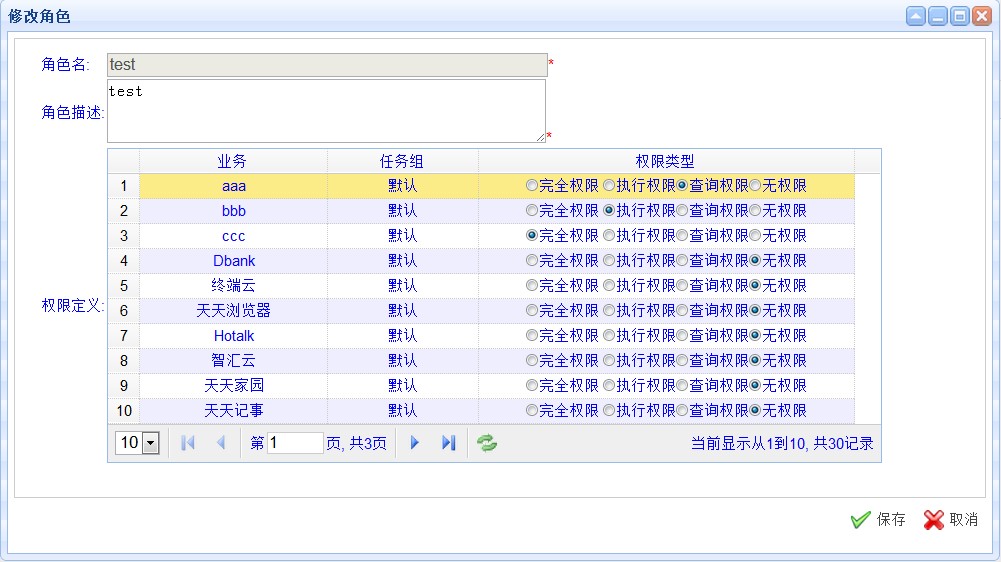 修改角色
角色名: test *
角色描述: test *
权限定义:
业务 任务组 权限类型
1 aaa 默认 完全权限 执行权限 查询权限 无权限
2 bbb 默认 完全权限 执行权限 查询权限 无权限
3 ccc 默认 完全权限 执行权限 查询权限 无权限
4 Dbank 默认 完全权限 执行权限 查询权限 无权限
5 终端云 默认 完全权限 执行权限 查询权限 无权限
6 天天浏览器 默认 完全权限 执行权限 查询权限 无权限
7 Hotalk 默认 完全权限 执行权限 查询权限 无权限
8 智汇云 默认 完全权限 执行权限 查询权限 无权限
9 天天家园 默认 完全权限 执行权限 查询权限 无权限
10 天天记事 默认 完全权限 执行权限 查询权限 无权限
10 第 1 页, 共3页 当前显示从1到10, 共30记录
保存 取消